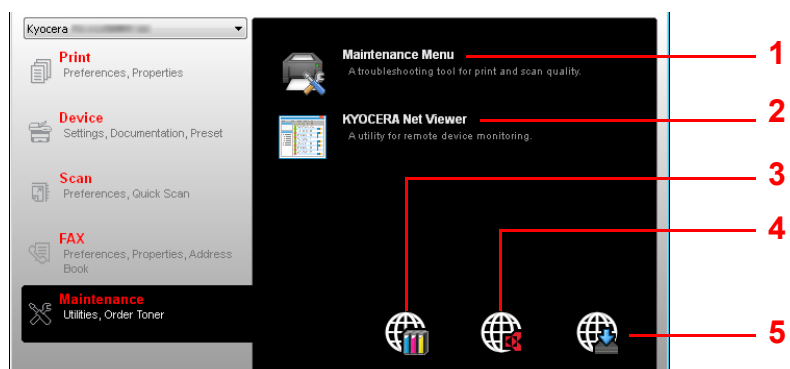 Kyocera
Print
Preferences, Properties
Device
Settings, Documentation, Preset
Scan
Preferences, Quick Scan
FAX
Preferences, Properties, Address
Book
Maintenance
Utilities, Order Toner
Maintenance Menu
A troubleshooting tool for print and scan quality.
KYOCERA Net Viewer
A utility for remote device monitoring.
1
2
3
4
5